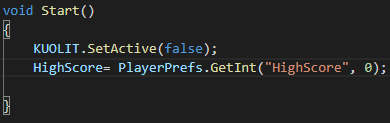 void Start()
{
KUOLIT.SetActive(false);
HighScore= PlayerPrefs.GetInt("HighScore", 0);
}